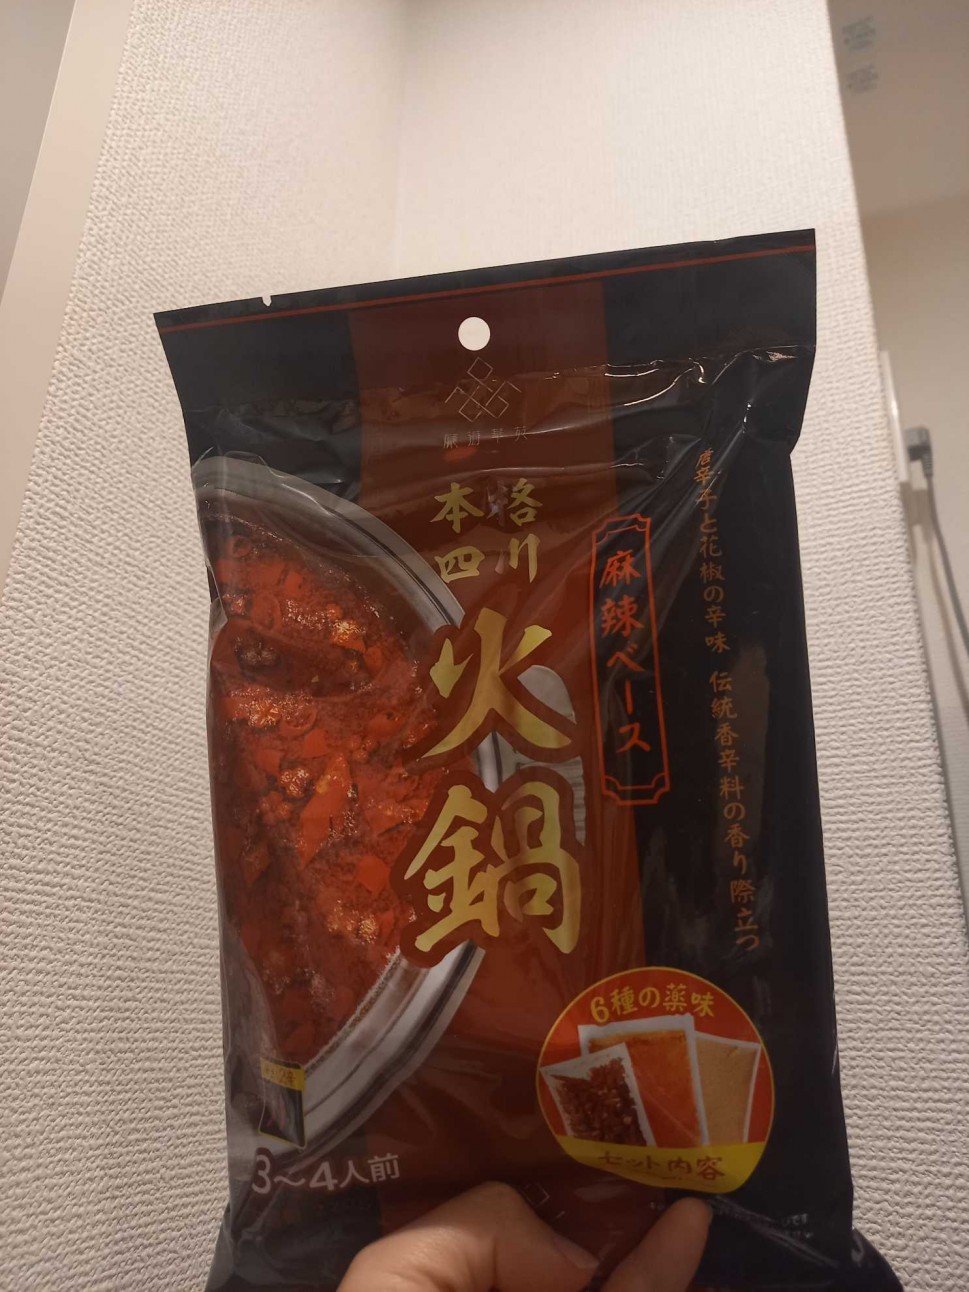 本格
四川
火鍋
麻辣ベース
唐辛子と花椒の辛味 伝統香辛料の香り際立つ
6種の薬味
セット内容
3～4人前